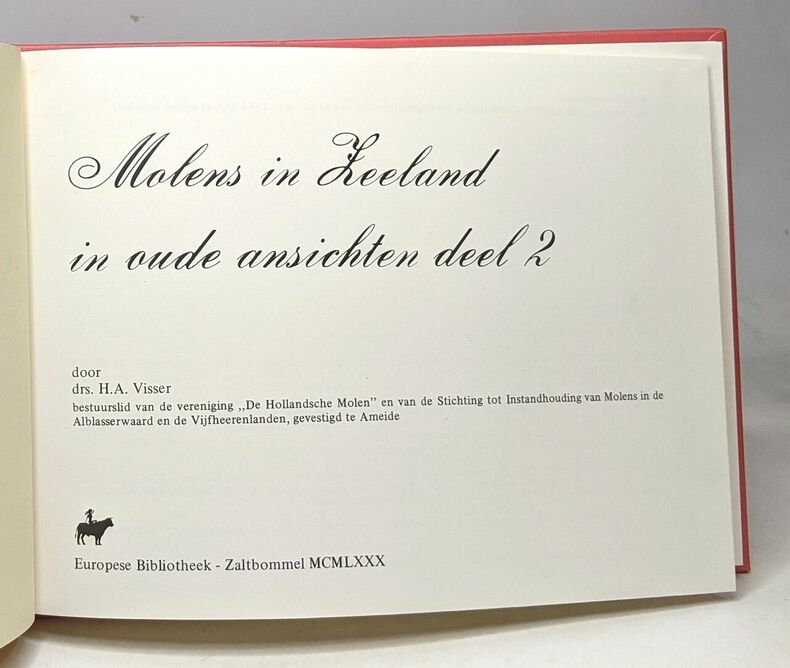 Molens in Zeeland
in oude ansichten deel 2
door
drs. H.A. Visser
bestuurslid van de vereniging ,,De Hollandsche Molen" en van de Stichting tot Instandhouding van Molens in de
Alblasserwaard en de Vijfheerenlanden, gevestigd te Ameide
Europese Bibliotheek - Zaltbommel MCMLXXX